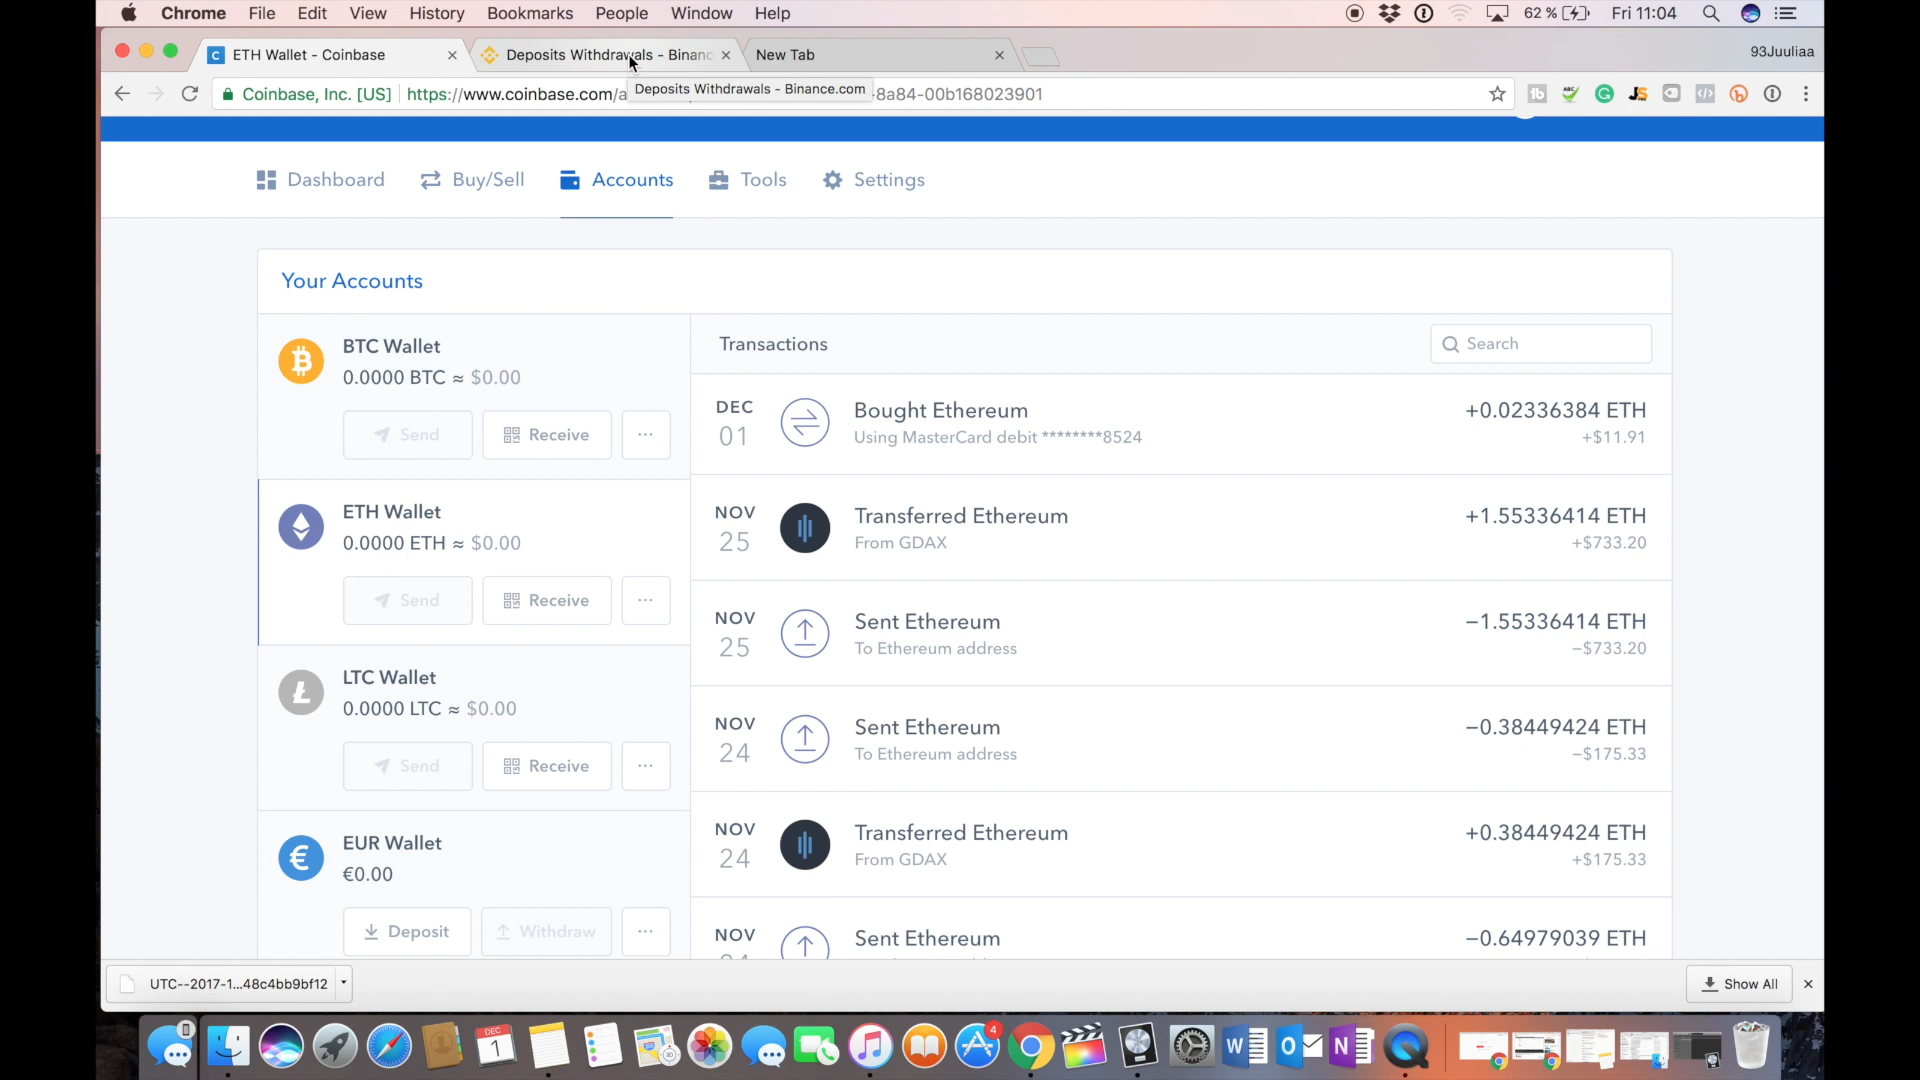 Chrome File Edit View History Bookmarks People Window Help 62 % Fri 11:04
ETH Wallet - Coinbase Deposits Withdrawals - Binanc New Tab 93Juuliaa
Coinbase, Inc. [US] https://www.coinbase.com/a -8a84-00b168023901
Deposits Withdrawals - Binance.com
Dashboard Buy/Sell Accounts Tools Settings
Your Accounts
BTC Wallet
0.0000 BTC ≈ $0.00
Send Receive ...
ETH Wallet
0.0000 ETH ≈ $0.00
Send Receive ...
LTC Wallet
0.0000 LTC ≈ $0.00
Send Receive ...
EUR Wallet
€0.00
Deposit Withdraw ...
Transactions Search
DEC Bought Ethereum +0.02336384 ETH
01 Using MasterCard debit ********8524 +$11.91
NOV Transferred Ethereum +1.55336414 ETH
25 From GDAX +$733.20
NOV Sent Ethereum −1.55336414 ETH
25 To Ethereum address −$733.20
NOV Sent Ethereum −0.38449424 ETH
24 To Ethereum address −$175.33
NOV Transferred Ethereum +0.38449424 ETH
24 From GDAX +$175.33
NOV Sent Ethereum −0.64979039 ETH
UTC--2017-1...48c4bb9bf12 Show All
DEC
1
4